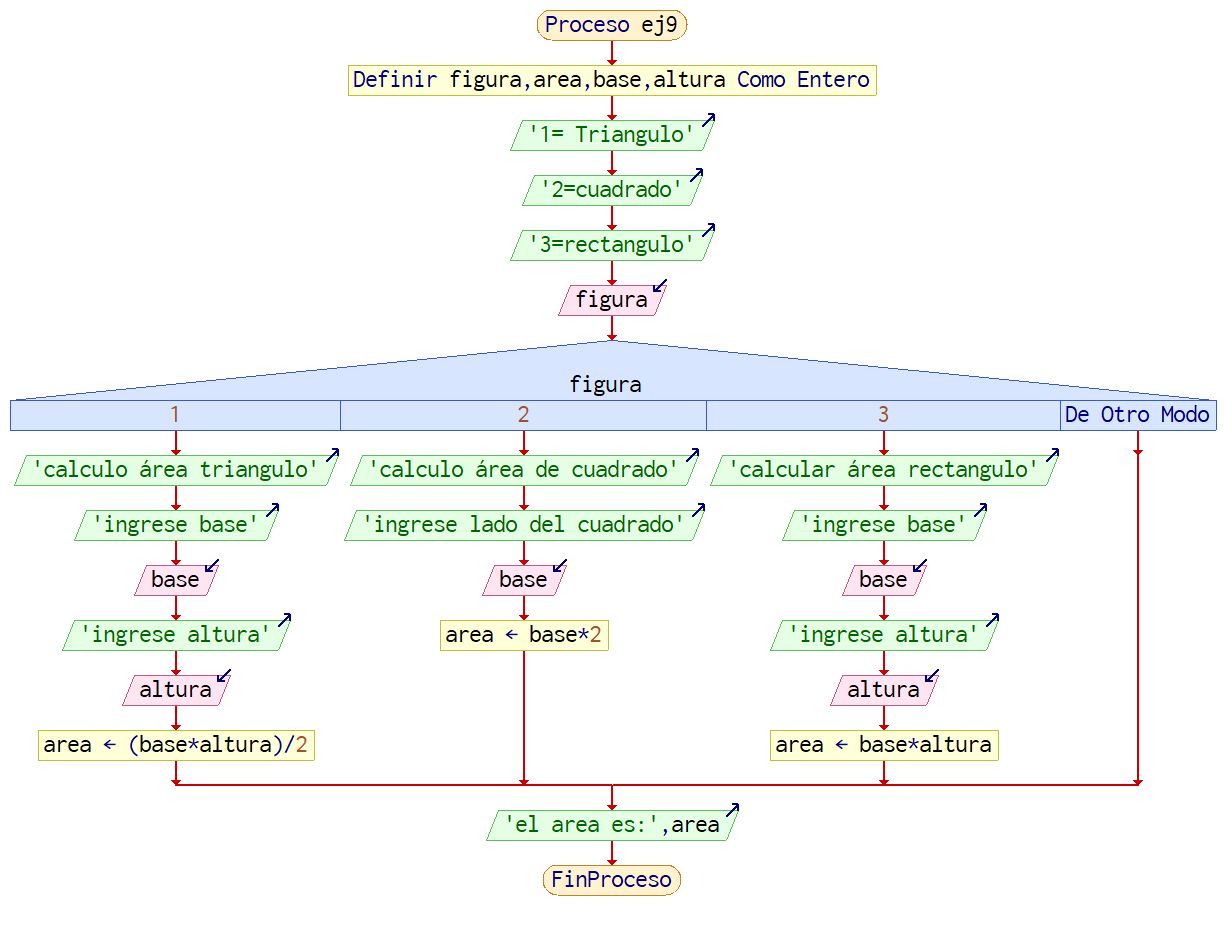 Proceso ej9
Definir figura,area,base,altura Como Entero
'1= Triangulo'
'2=cuadrado'
'3=rectangulo'
figura
figura
1
2
3
De Otro Modo
'calculo área triangulo'
'calculo área de cuadrado'
'calcular área rectangulo'
'ingrese base'
'ingrese lado del cuadrado'
'ingrese base'
base
base
base
'ingrese altura'
area ← base*2
'ingrese altura'
altura
altura
area ← (base*altura)/2
area ← base*altura
'el area es:',area
FinProceso